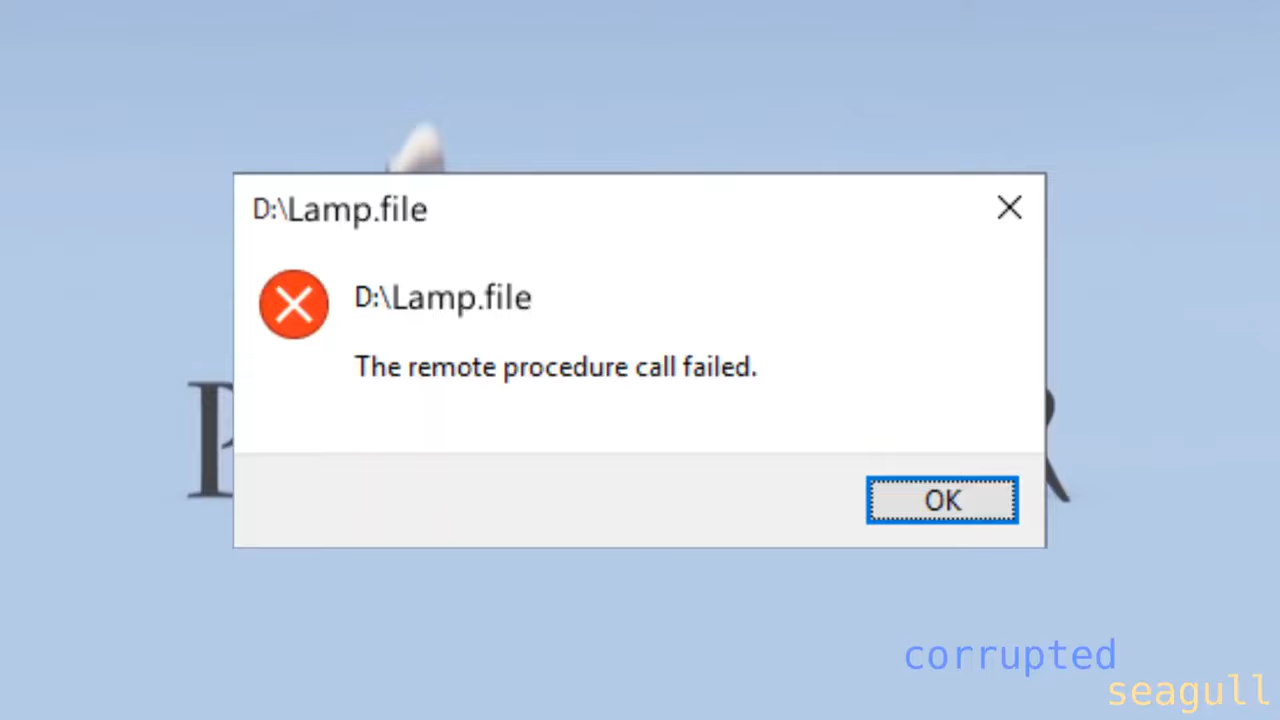 D:\Lamp.file
D:\Lamp.file
The remote procedure call failed.
P R
OK
corrupted
seagull